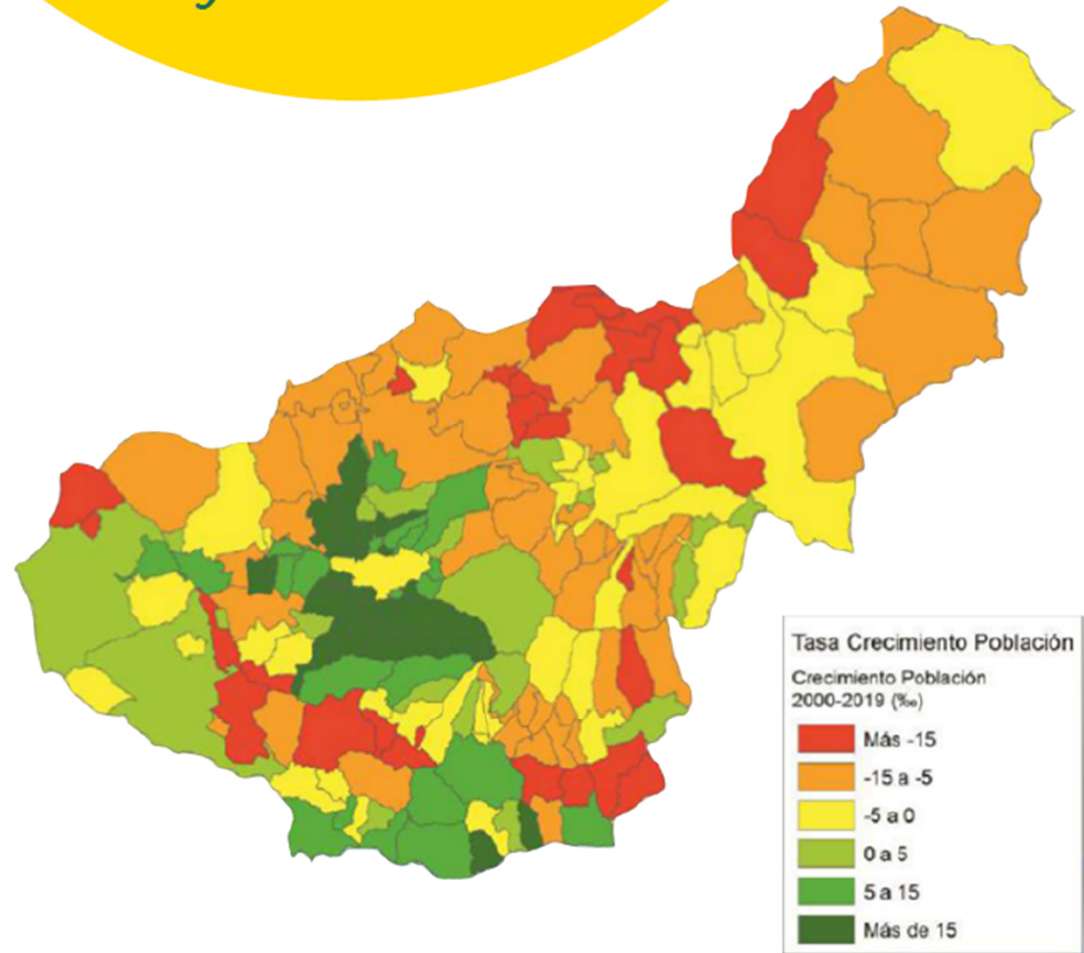 Tasa Crecimiento Población
Crecimiento Población
2000-2019 (‰)
Más -15
-15 a -5
-5 a 0
0 a 5
5 a 15
Más de 15